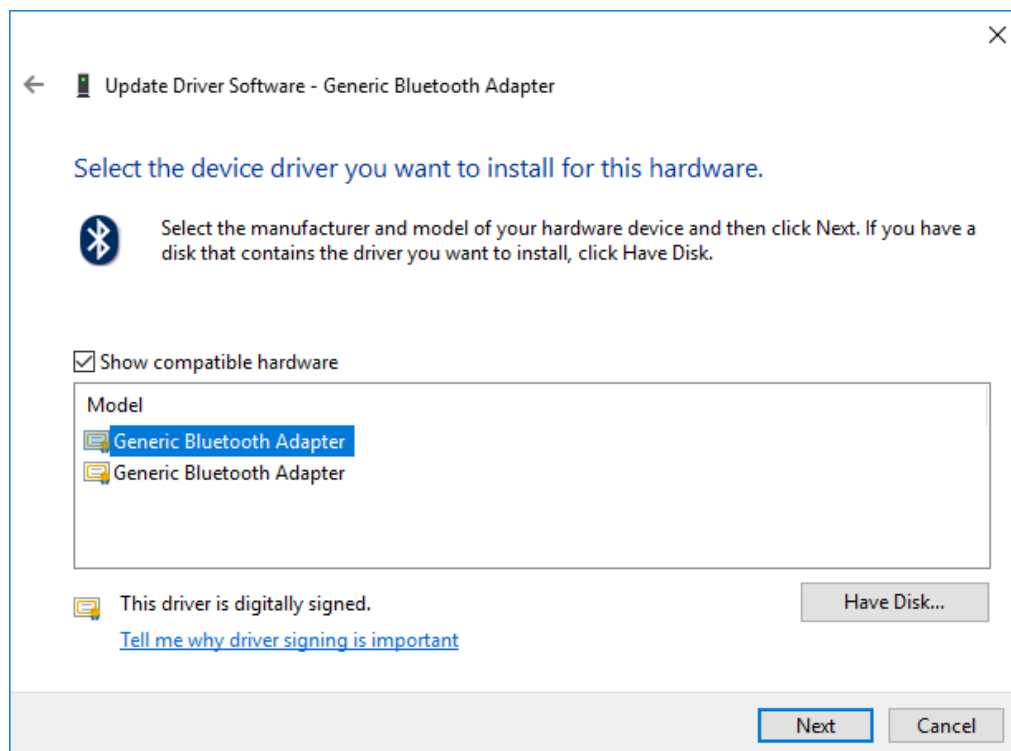 Update Driver Software - Generic Bluetooth Adapter
Select the device driver you want to install for this hardware.
Select the manufacturer and model of your hardware device and then click Next. If you have a
disk that contains the driver you want to install, click Have Disk.
Show compatible hardware
Model
Generic Bluetooth Adapter
Generic Bluetooth Adapter
This driver is digitally signed.
Have Disk...
Tell me why driver signing is important
Next
Cancel